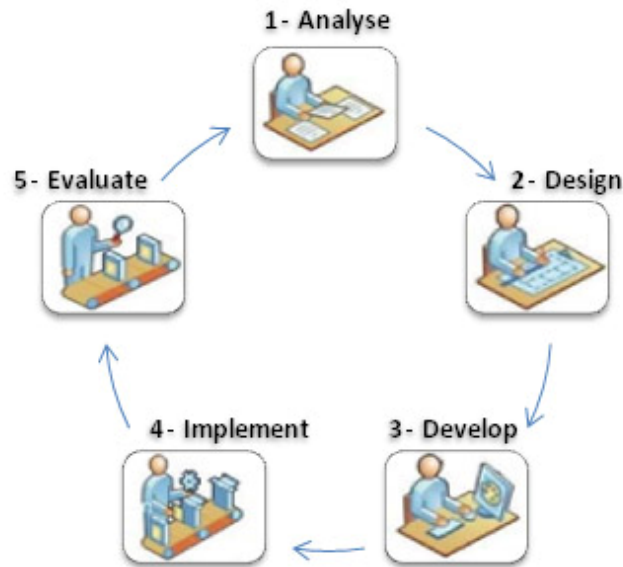 1- Analyse
2- Design
3- Develop
4- Implement
5- Evaluate